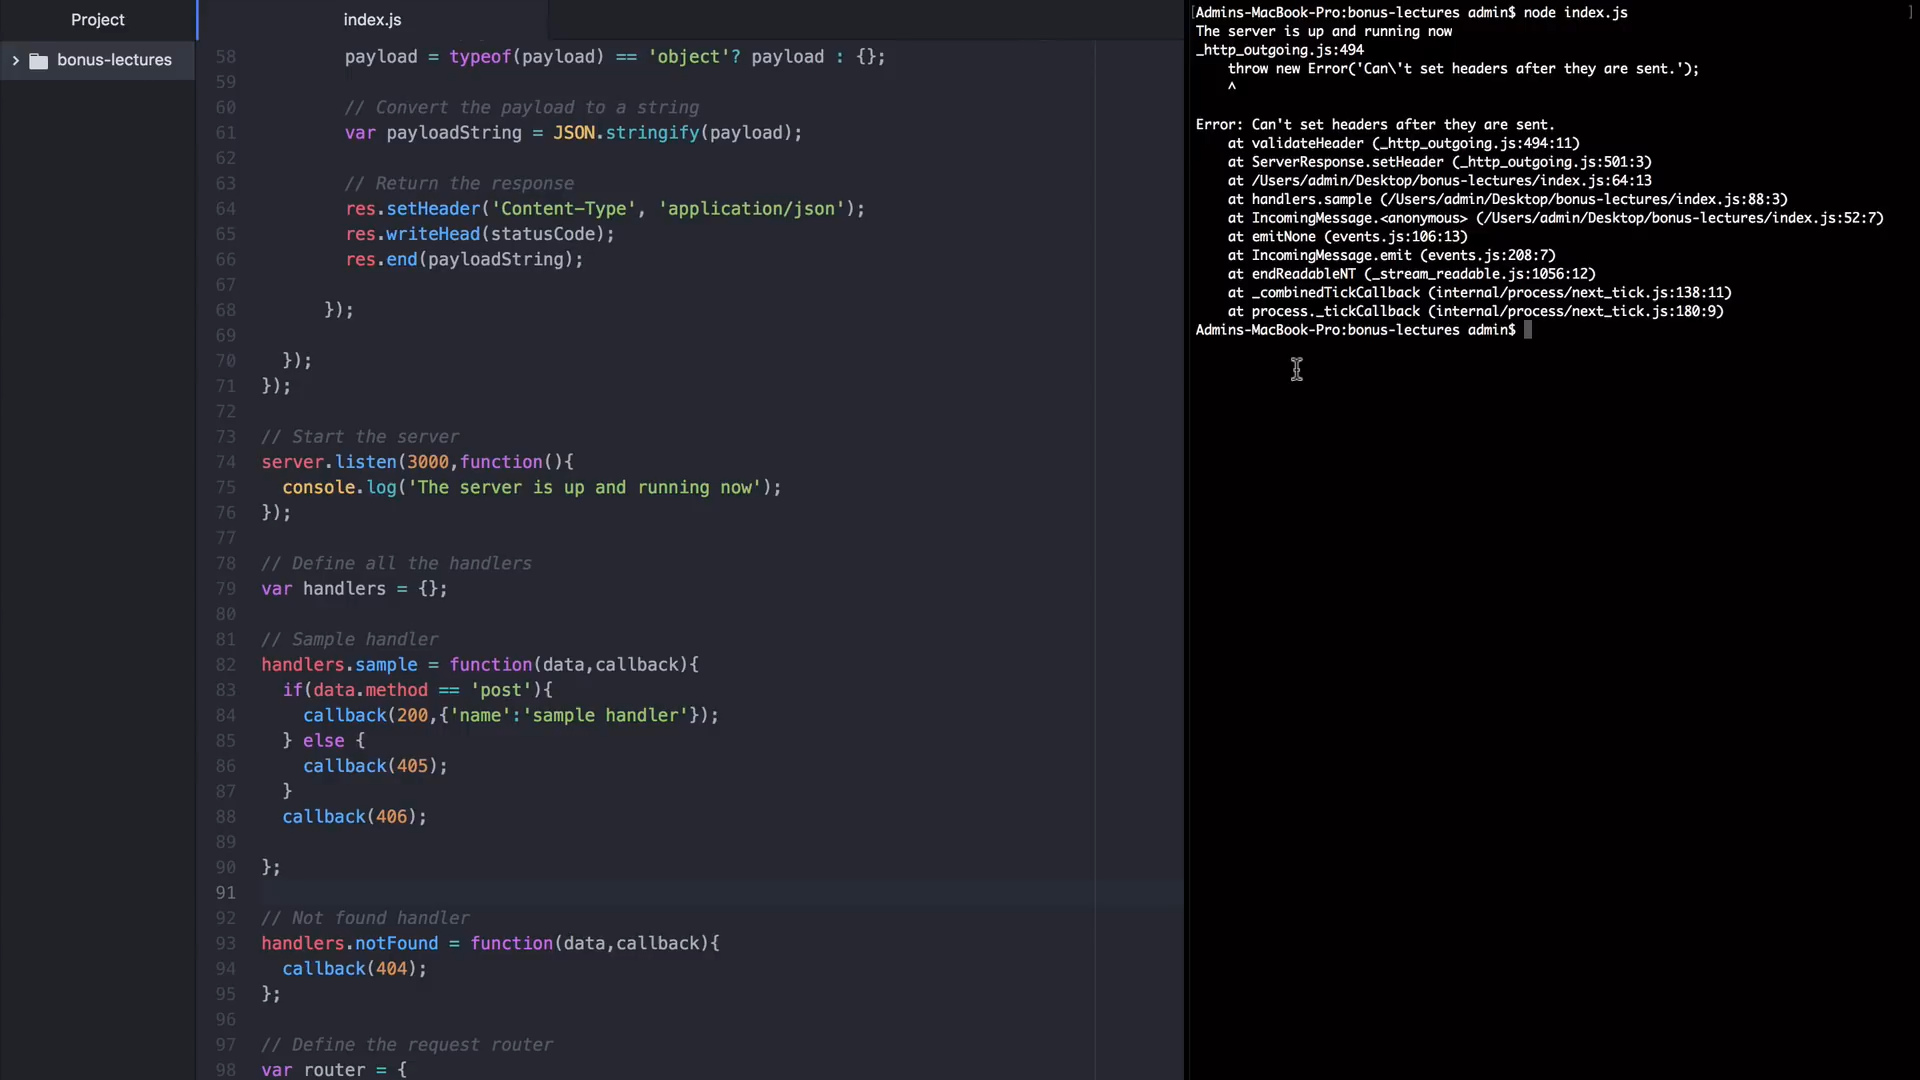 Project
bonus-lectures
index.js
58 payload = typeof(payload) == 'object'? payload : {};
59
60 // Convert the payload to a string
61 var payloadString = JSON.stringify(payload);
62
63 // Return the response
64 res.setHeader('Content-Type', 'application/json');
65 res.writeHead(statusCode);
66 res.end(payloadString);
67
68 });
69
70 });
71 });
72
73 // Start the server
74 server.listen(3000,function(){
75 console.log('The server is up and running now');
76 });
77
78 // Define all the handlers
79 var handlers = {};
80
81 // Sample handler
82 handlers.sample = function(data,callback){
83 if(data.method == 'post'){
84 callback(200,{'name':'sample handler'});
85 } else {
86 callback(405);
87 }
88 callback(406);
89
90 };
91
92 // Not found handler
93 handlers.notFound = function(data,callback){
94 callback(404);
95 };
96
97 // Define the request router
98 var router = {
[Admins-MacBook-Pro:bonus-lectures admin$ node index.js ]
The server is up and running now
_http_outgoing.js:494
throw new Error('Can\'t set headers after they are sent.');
^
Error: Can't set headers after they are sent.
at validateHeader (_http_outgoing.js:494:11)
at ServerResponse.setHeader (_http_outgoing.js:501:3)
at /Users/admin/Desktop/bonus-lectures/index.js:64:13
at handlers.sample (/Users/admin/Desktop/bonus-lectures/index.js:88:3)
at IncomingMessage.<anonymous> (/Users/admin/Desktop/bonus-lectures/index.js:52:7)
at emitNone (events.js:106:13)
at IncomingMessage.emit (events.js:208:7)
at endReadableNT (_stream_readable.js:1056:12)
at _combinedTickCallback (internal/process/next_tick.js:138:11)
at process._tickCallback (internal/process/next_tick.js:180:9)
Admins-MacBook-Pro:bonus-lectures admin$